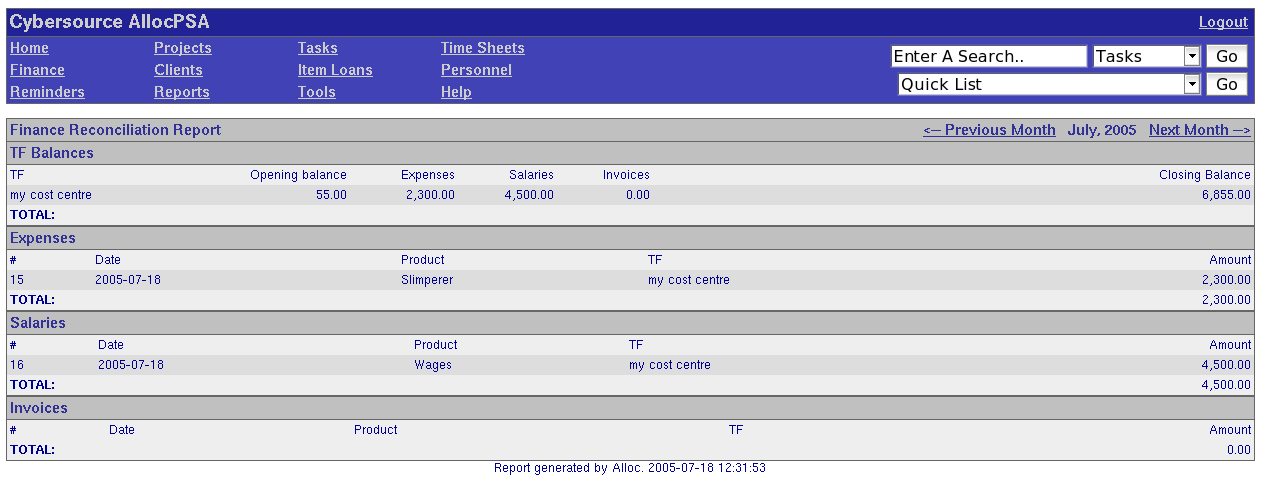 Cybersource AllocPSA Logout
Home Projects Tasks Time Sheets Enter A Search.. Tasks Go
Finance Clients Item Loans Personnel
Quick List Go
Reminders Reports Tools Help
Finance Reconciliation Report <-- Previous Month July, 2005 Next Month -->
TF Balances
TF Opening balance Expenses Salaries Invoices Closing Balance
my cost centre 55.00 2,300.00 4,500.00 0.00 6,855.00
TOTAL:
Expenses
# Date Product TF Amount
15 2005-07-18 Slimperer my cost centre 2,300.00
TOTAL: 2,300.00
Salaries
# Date Product TF Amount
16 2005-07-18 Wages my cost centre 4,500.00
TOTAL: 4,500.00
Invoices
# Date Product TF Amount
TOTAL: 0.00
Report generated by Alloc. 2005-07-18 12:31:53